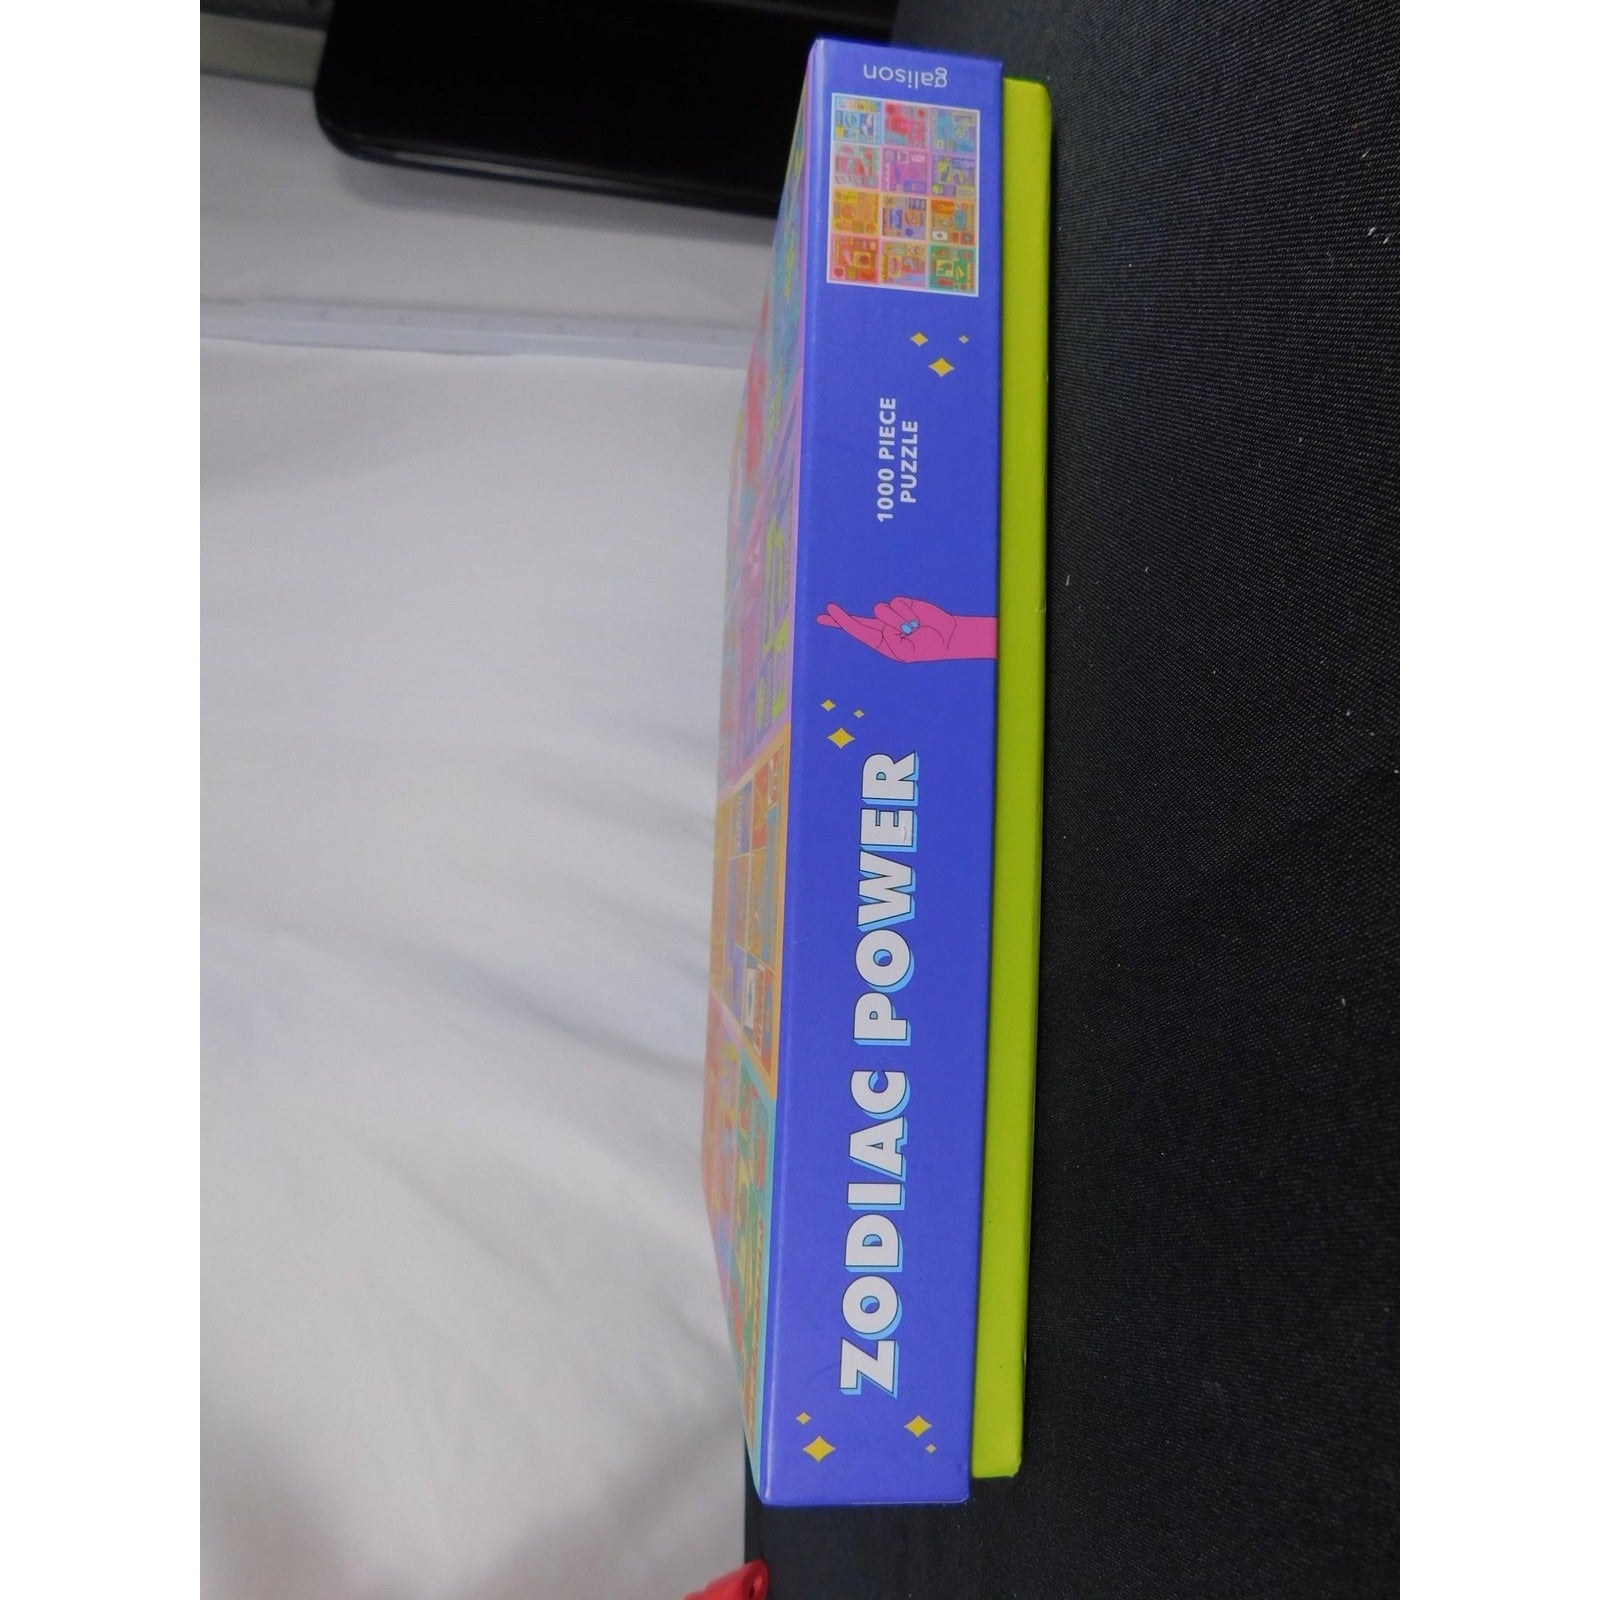 ZODIAC POWER
1000 PIECE
PUZZLE
galison